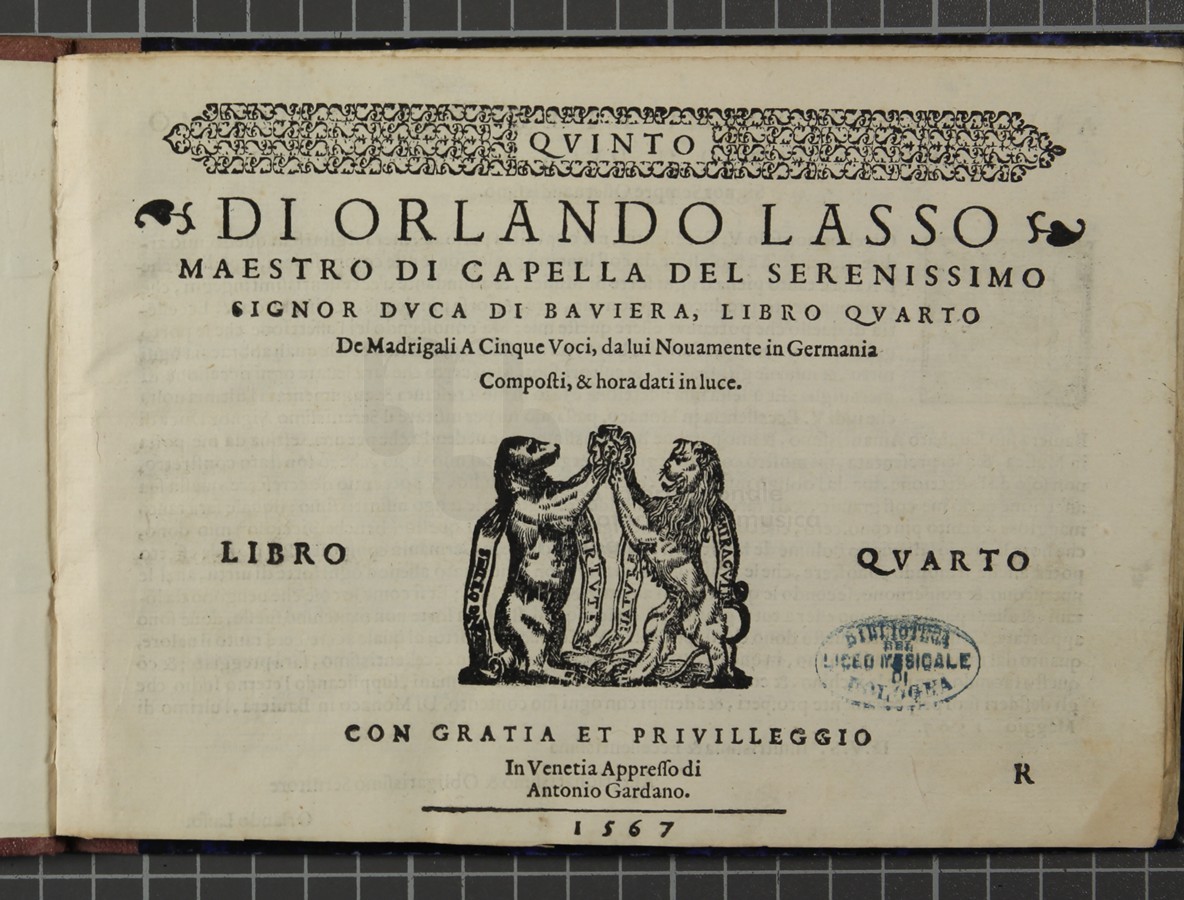 QVINTO
DI ORLANDO LASSO
MAESTRO DI CAPELLA DEL SERENISSIMO
SIGNOR DVCA DI BAVIERA, LIBRO QVARTO
De Madrigali A Cinque Voci, da lui Nouamente in Germania
Compoſti, & hora dati in luce.
LIBRO QVARTO
VIRTVTE
BIBLIOTECA
DEL
LICEO MUSICALE
DI
BOLOGNA
CON GRATIA ET PRIVILLEGGIO
In Venetia Appreſſo di
Antonio Gardano.
R
1567